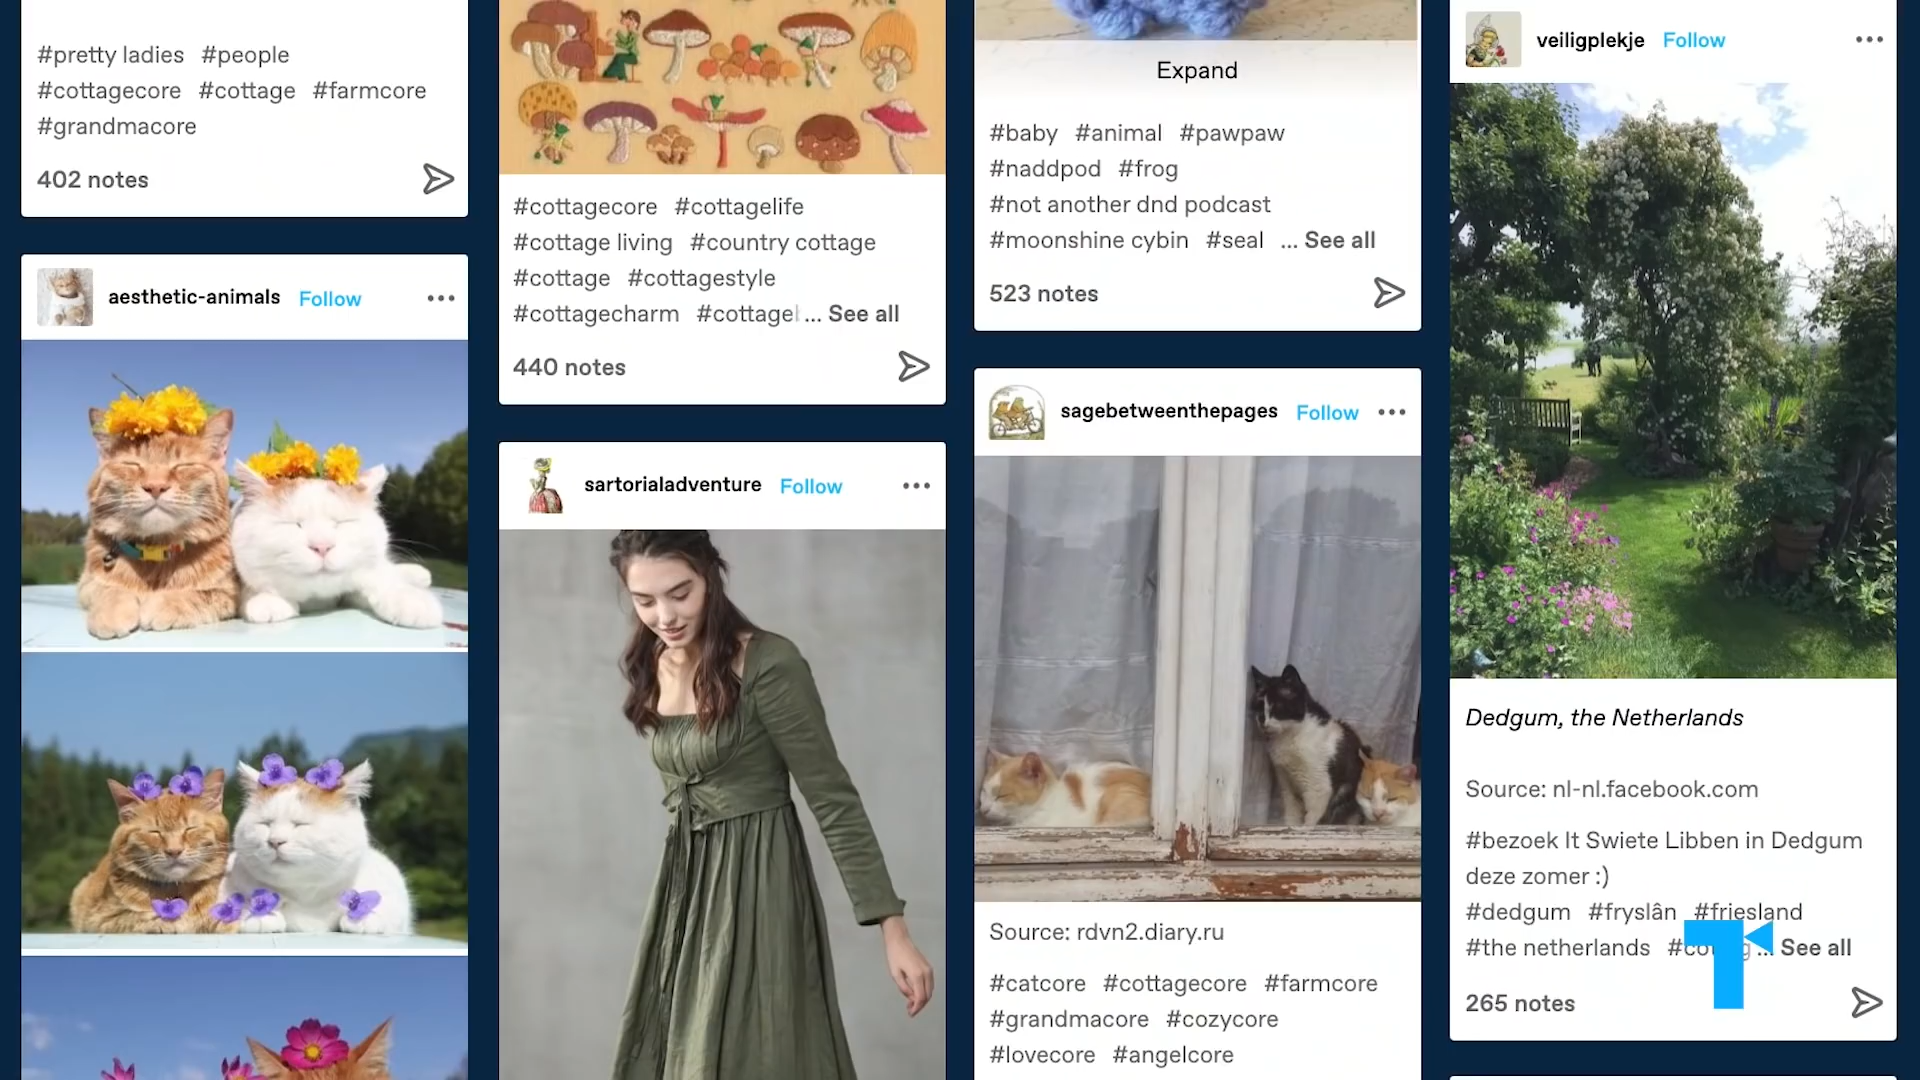 #pretty ladies #people
#cottagecore #cottage #farmcore
#grandmacore
402 notes
aesthetic-animals Follow
#cottagecore #cottagelife
#cottage living #country cottage
#cottage #cottagestyle
#cottagecharm #cottagel ... See all
440 notes
sartorialadventure Follow
Expand
#baby #animal #pawpaw
#naddpod #frog
#not another dnd podcast
#moonshine cybin #seal ... See all
523 notes
sagebetweenthepages Follow
Source: rdvn2.diary.ru
#catcore #cottagecore #farmcore
#grandmacore #cozycore
#lovecore #angelcore
veiligplekje Follow
Dedgum, the Netherlands
Source: nl-nl.facebook.com
#bezoek It Swiete Libben in Dedgum
deze zomer :)
#dedgum #fryslân #friesland
#the netherlands ... See all
265 notes